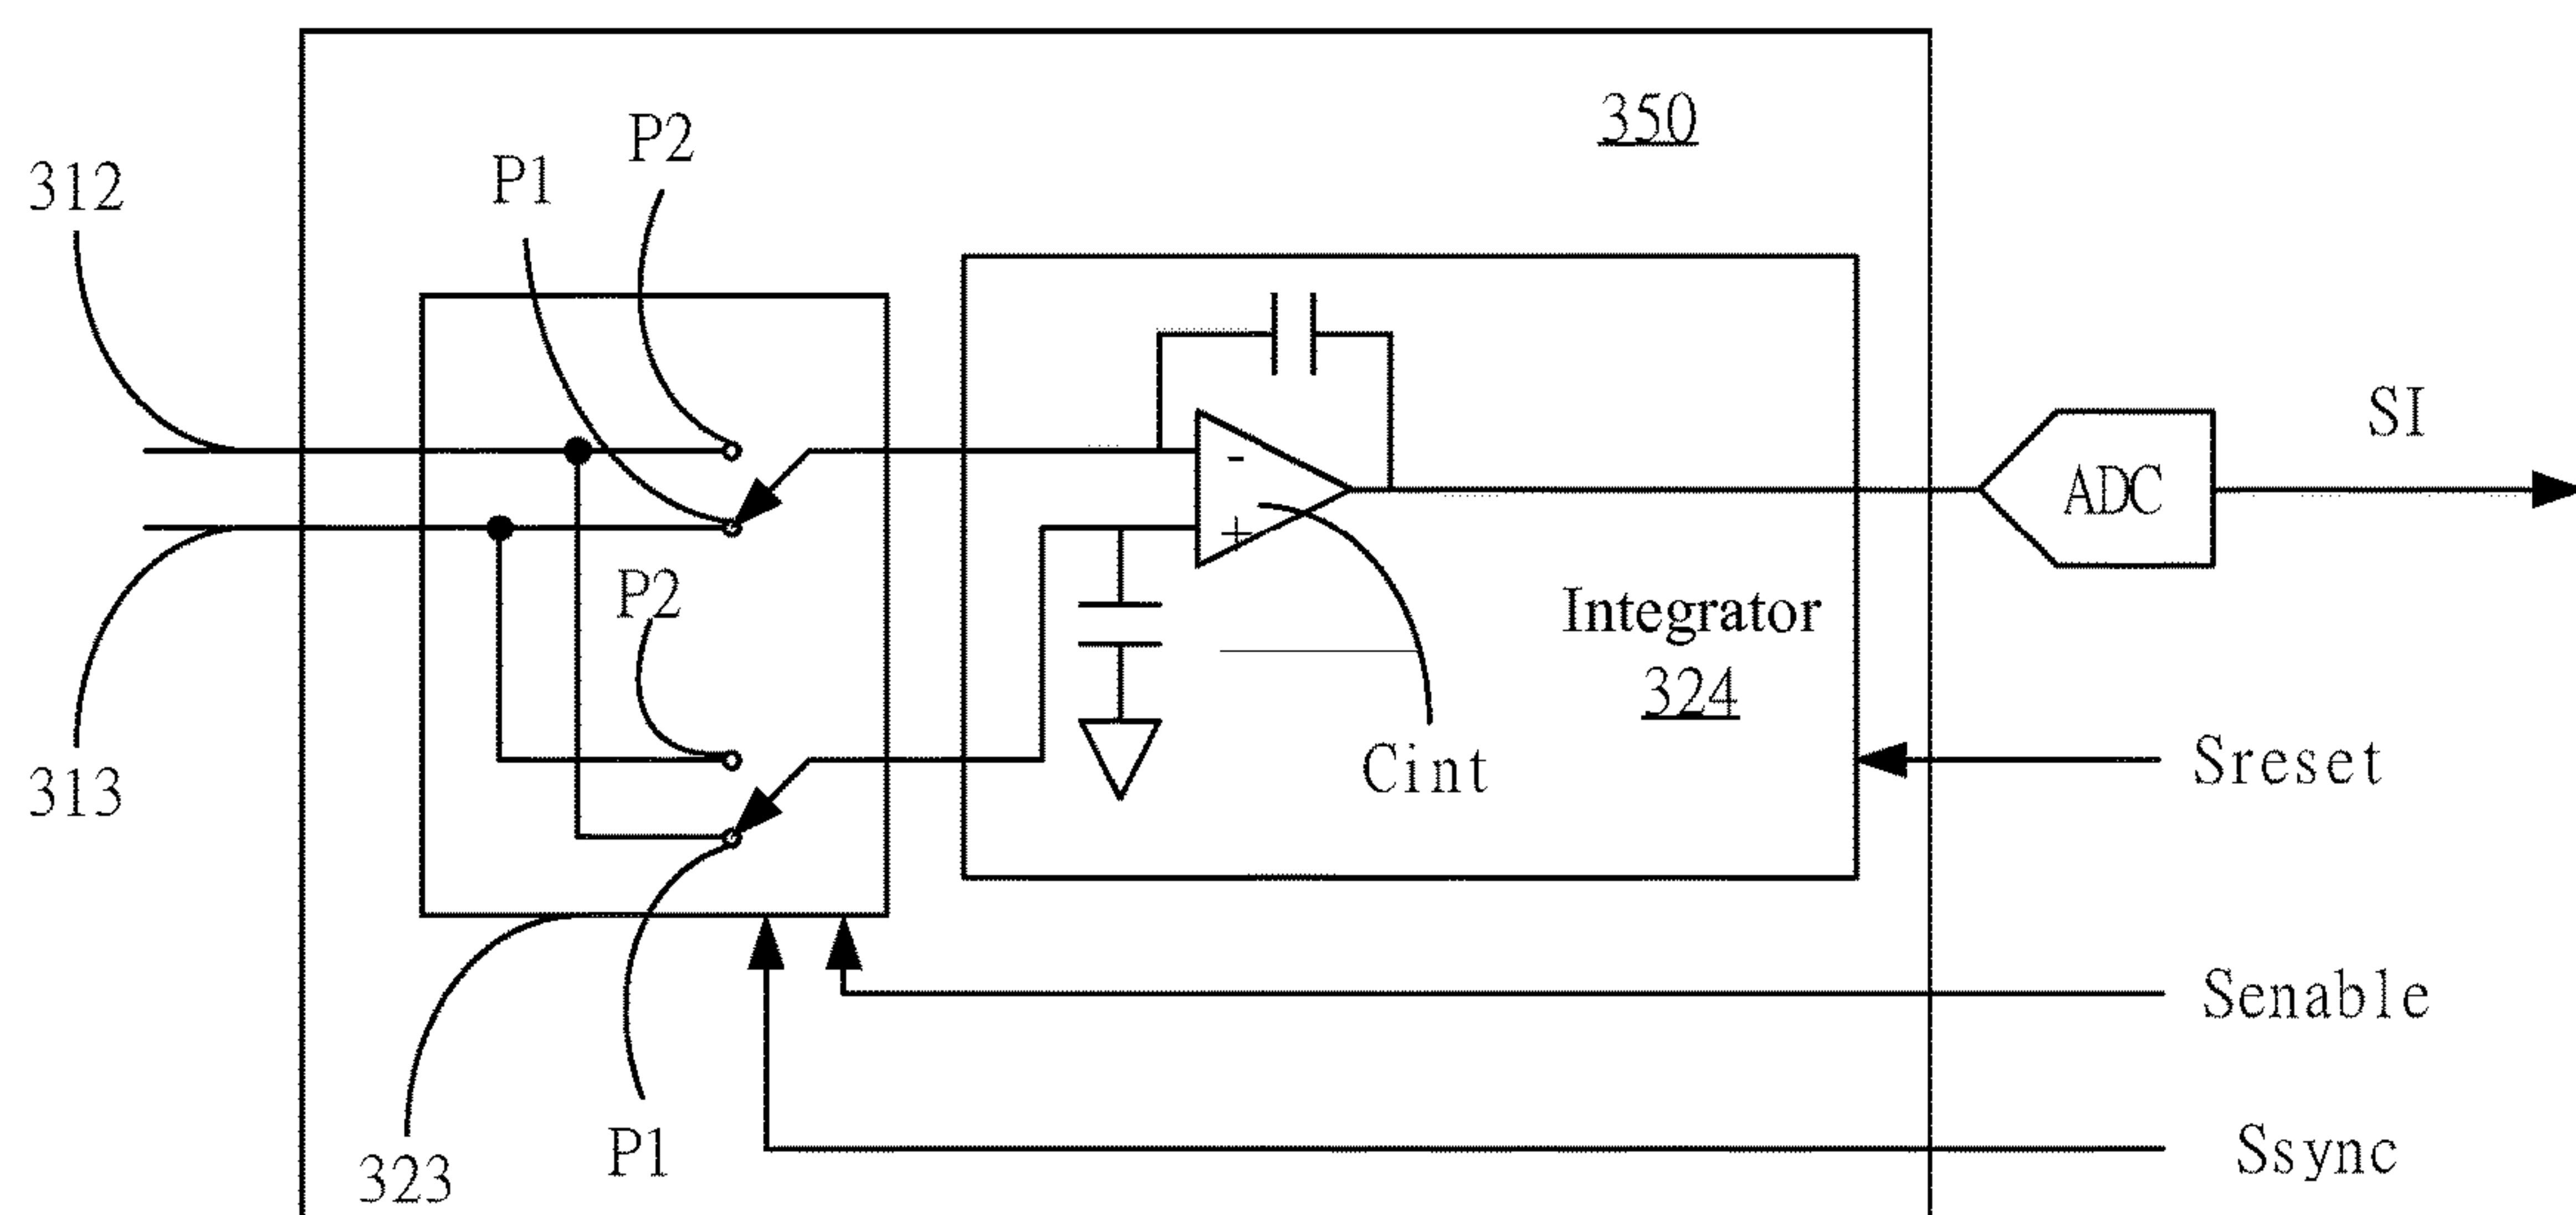 350
P2
P1
312
SI
ADC
-
+
P2
Integrator
324
Cint
Sreset
313
Senable
P1
323
Ssync